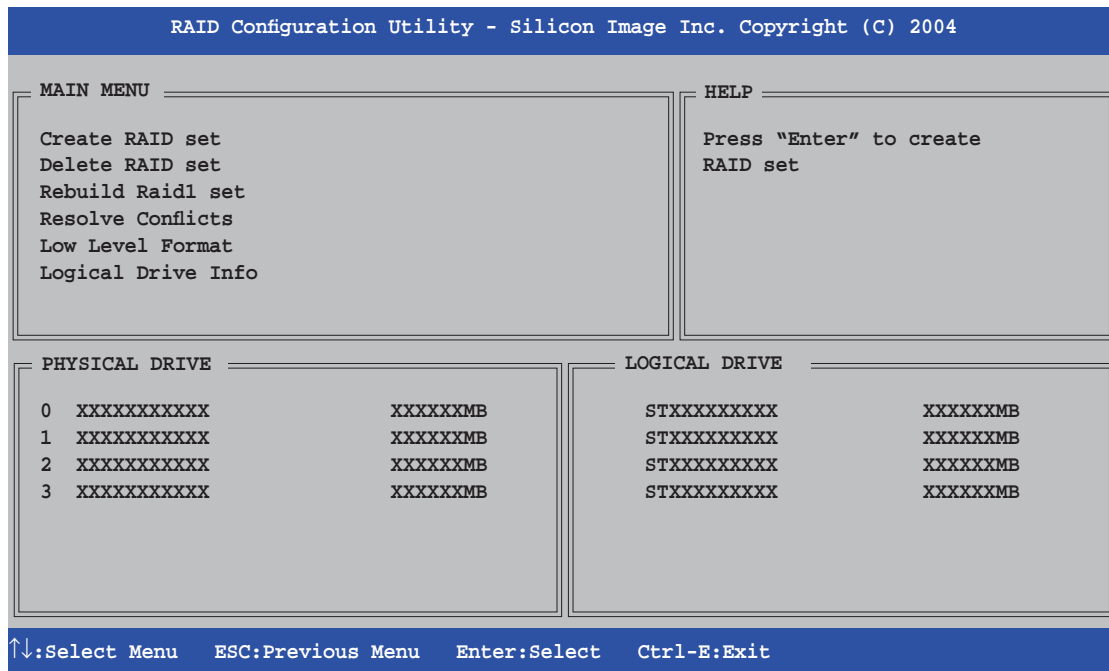 RAID Configuration Utility - Silicon Image Inc. Copyright (C) 2004
MAIN MENU
Create RAID set
Delete RAID set
Rebuild Raid1 set
Resolve Conflicts
Low Level Format
Logical Drive Info
HELP
Press “Enter” to create
RAID set
PHYSICAL DRIVE
0 XXXXXXXXXXX XXXXXXMB
1 XXXXXXXXXXX XXXXXXMB
2 XXXXXXXXXXX XXXXXXMB
3 XXXXXXXXXXX XXXXXXMB
LOGICAL DRIVE
STXXXXXXXXX XXXXXXMB
STXXXXXXXXX XXXXXXMB
STXXXXXXXXX XXXXXXMB
STXXXXXXXXX XXXXXXMB
↑↓:Select Menu ESC:Previous Menu Enter:Select Ctrl-E:Exit